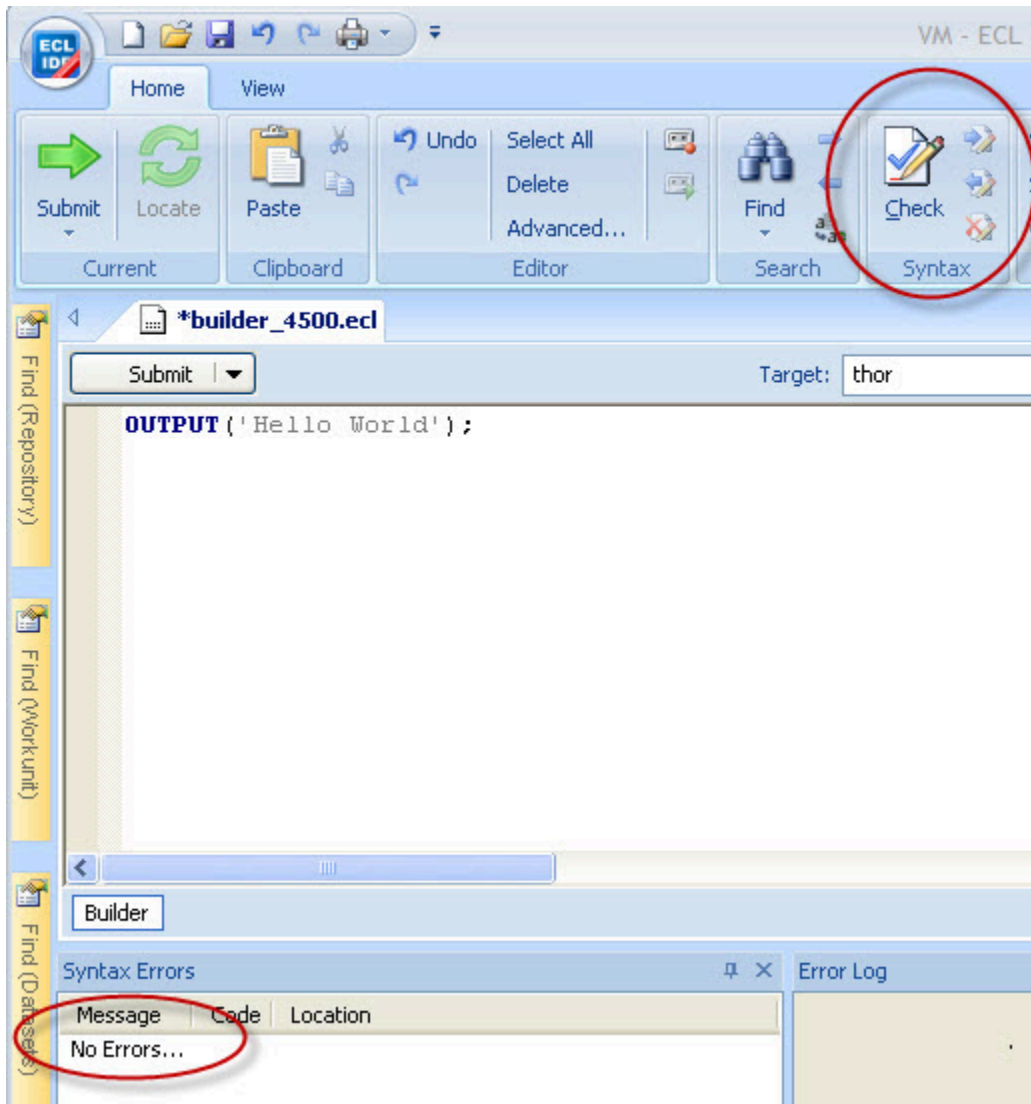 ECL
IDE
VM - ECL
Home
View
Submit
Locate
Current
Paste
Clipboard
Undo
Select All
Delete
Advanced...
Editor
Find
Search
Check
Syntax
*builder_4500.ecl
Submit
Target:
thor
OUTPUT('Hello World');
Find (Repository)
Find (Workunit)
Find (Datasets)
Builder
Syntax Errors
Message Code Location
No Errors...
Error Log